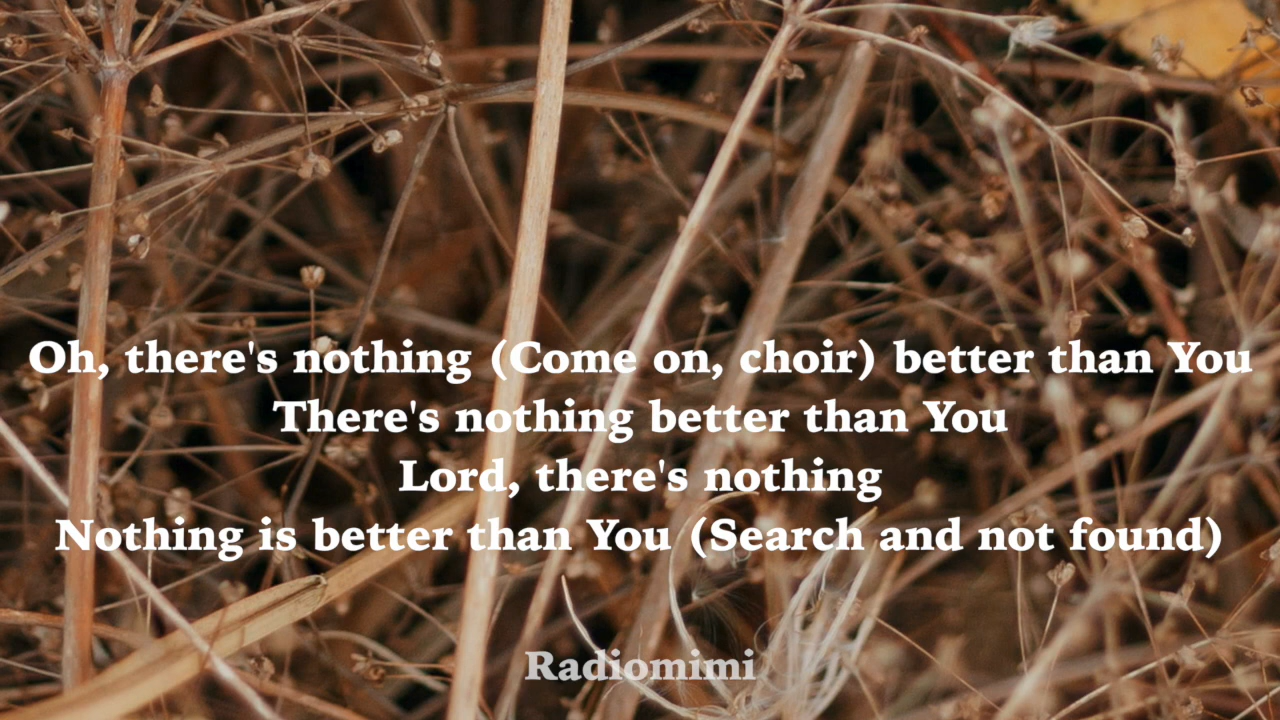 Oh, there's nothing (Come on, choir) better than You
There's nothing better than You
Lord, there's nothing
Nothing is better than You (Search and not found)
Radiomimi